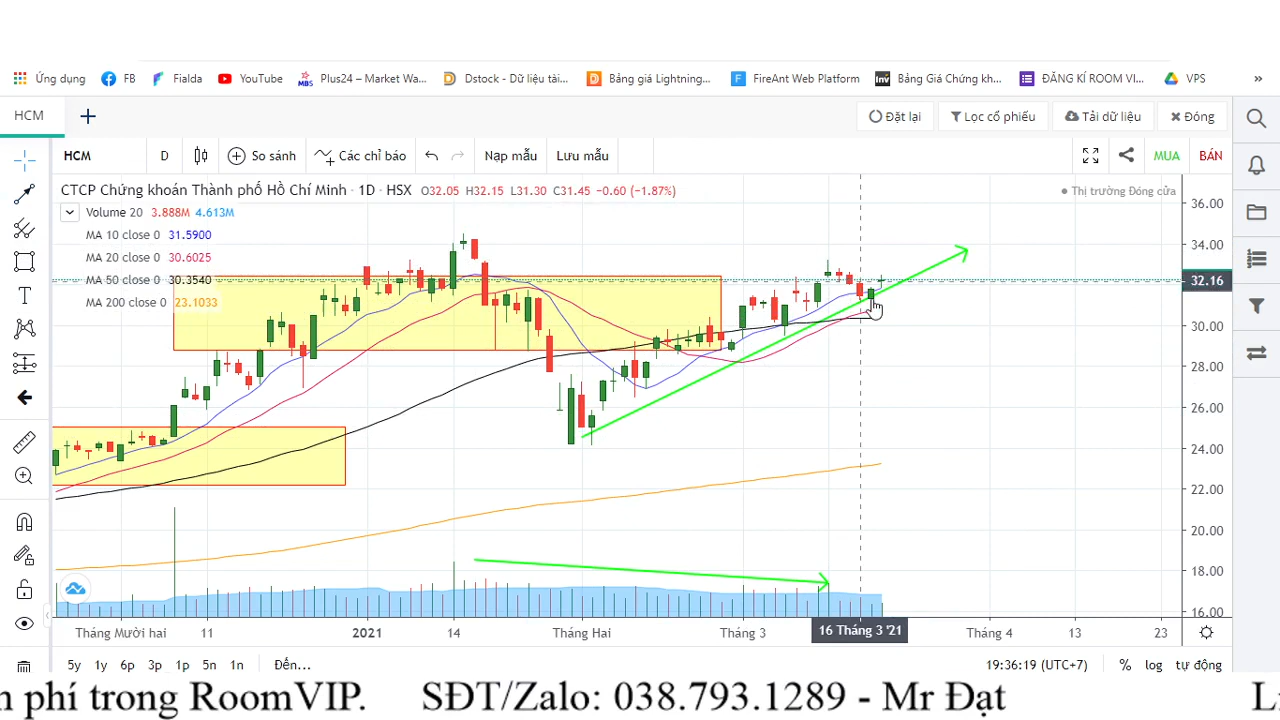 Ứng dụng FB Fialda YouTube MBS Plus24 – Market Wa... Dstock - Dữ liệu tài... Bảng giá Lightning... FireAnt Web Platform Inv Bảng Giá Chứng kh... ĐĂNG KÍ ROOM VI... VPS »
HCM + Đặt lại Lọc cổ phiếu Tải dữ liệu Đóng
HCM D So sánh Các chỉ báo Nạp mẫu Lưu mẫu MUA BÁN
CTCP Chứng khoán Thành phố Hồ Chí Minh · 1D · HSX O32.05 H32.15 L31.30 C31.45 −0.60 (−1.87%) Thị trường Đóng cửa
Volume 20 3.888M 4.613M
MA 10 close 0 31.5900
MA 20 close 0 30.6025
MA 50 close 0 30.3540
MA 200 close 0 23.1033
36.00
34.00
32.16
30.00
28.00
26.00
24.00
22.00
20.00
18.00
16.00
Tháng Mười hai 11 2021 14 Tháng Hai Tháng 3 16 Tháng 3 '21 Tháng 4 13 23
5y 1y 6p 3p 1p 5n 1n Đến... 19:36:19 (UTC+7) % log tự động
phí trong RoomVIP. SĐT/Zalo: 038.793.1289 - Mr Đạt